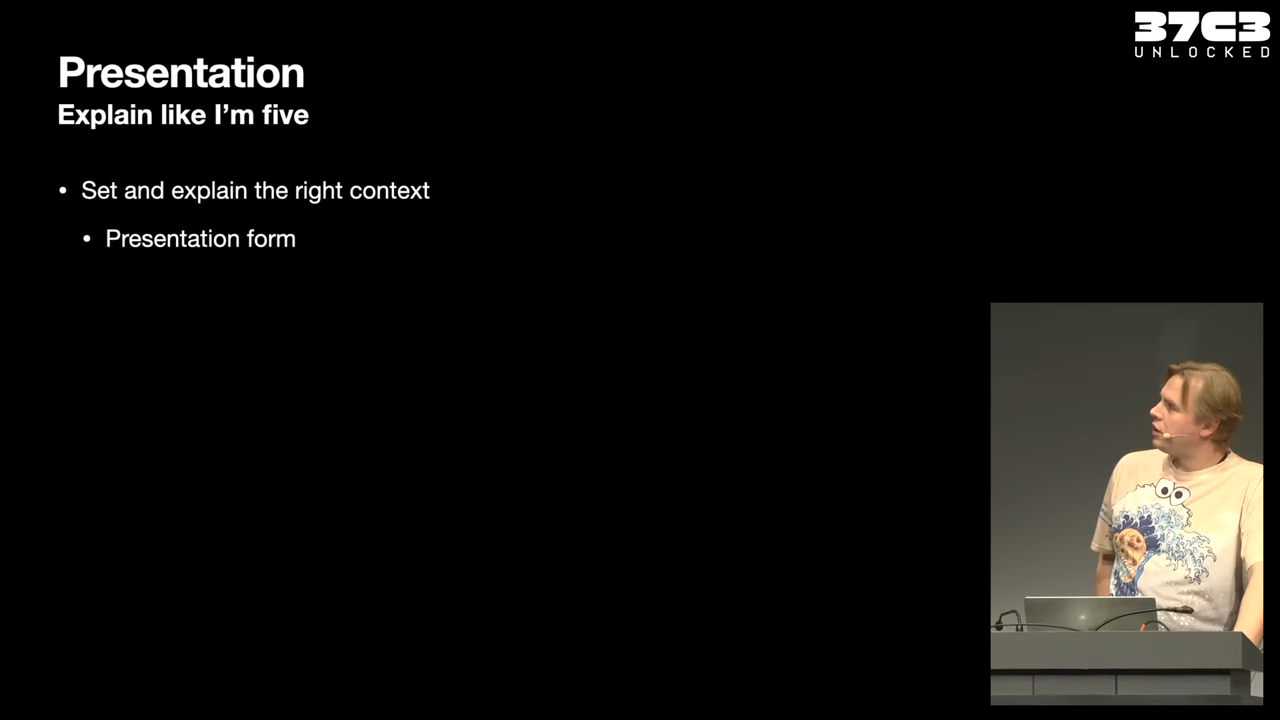 37C3
UNLOCKED
Presentation
Explain like I'm five
• Set and explain the right context
• Presentation form